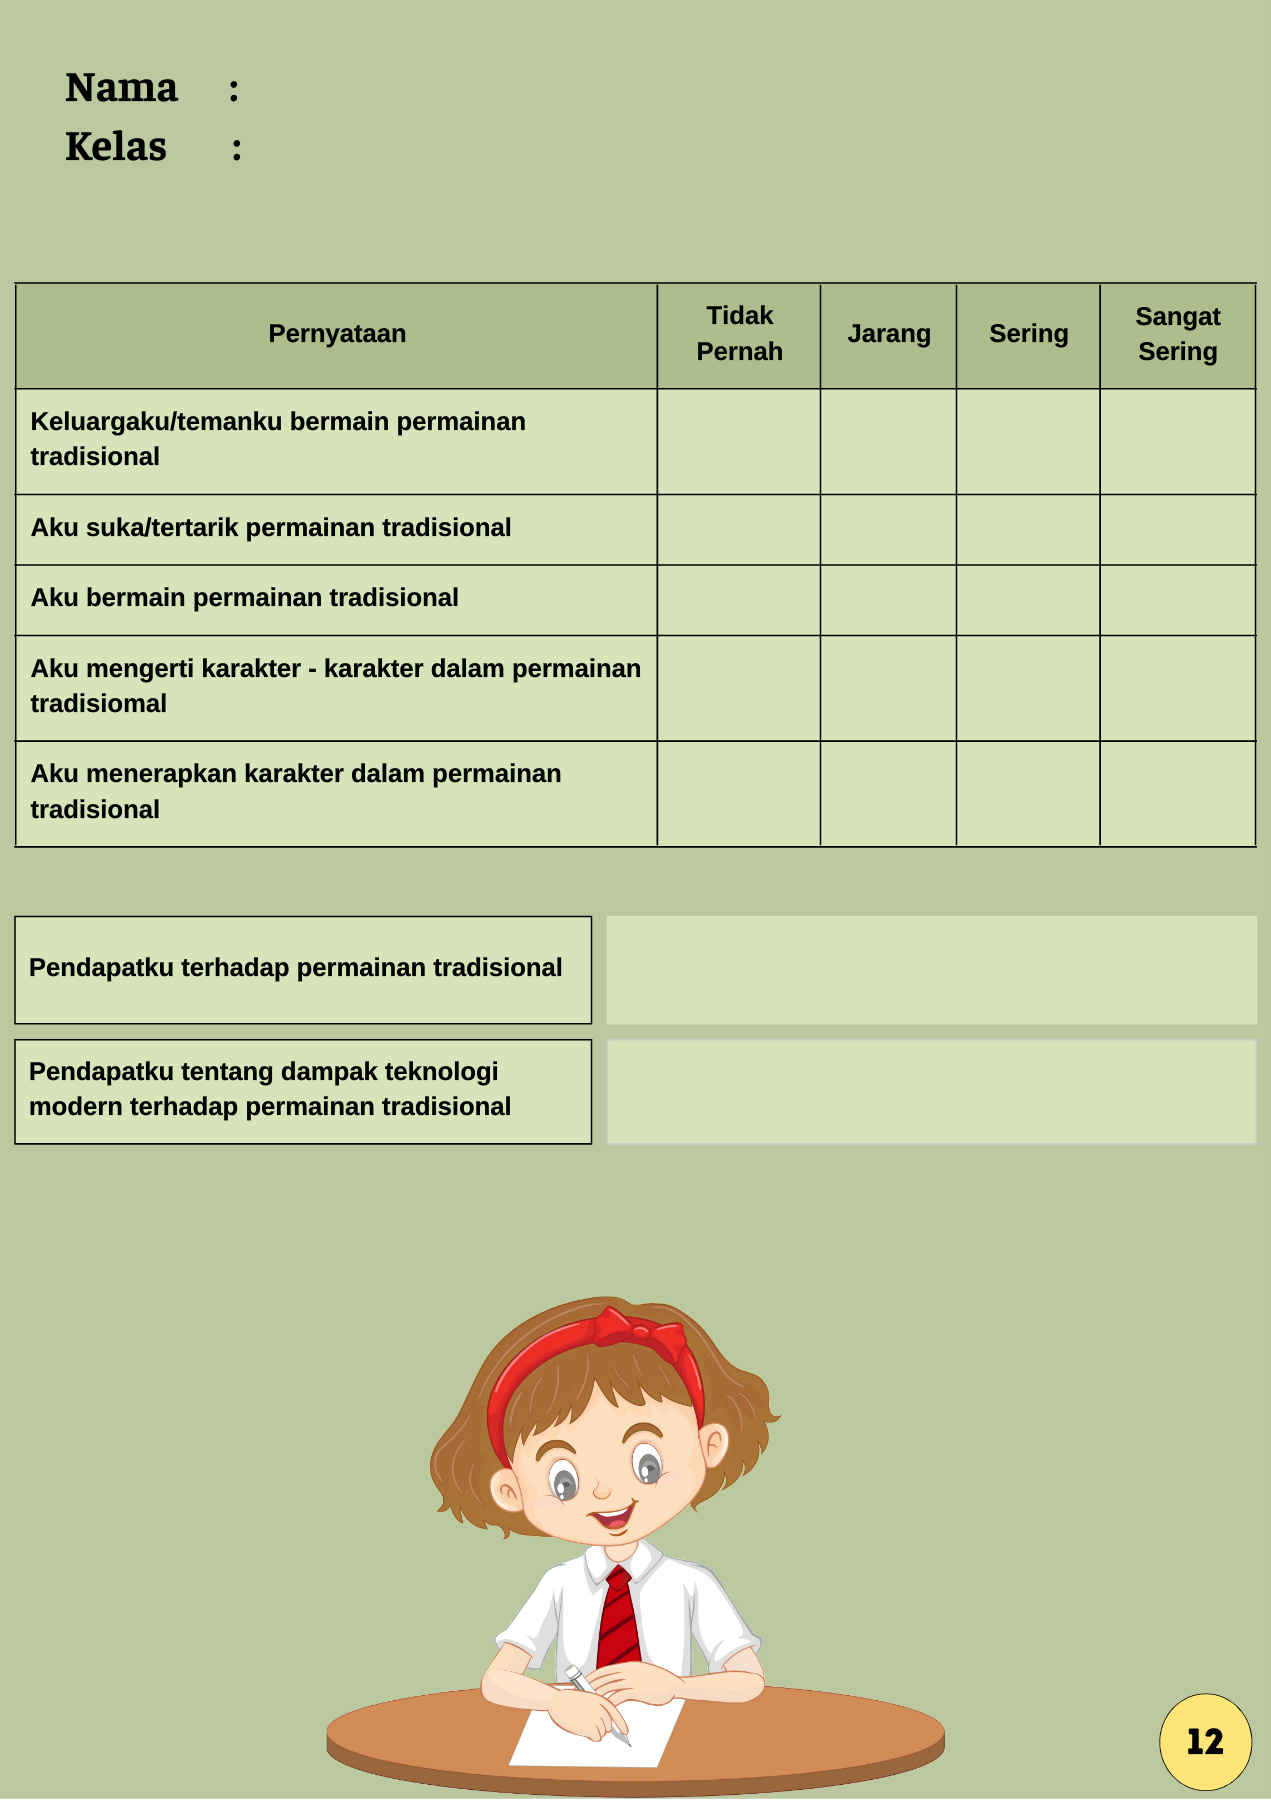 Nama :
Kelas :
Pernyataan
Tidak
Pernah
Jarang
Sering
Sangat
Sering
Keluargaku/temanku bermain permainan
tradisional
Aku suka/tertarik permainan tradisional
Aku bermain permainan tradisional
Aku mengerti karakter - karakter dalam permainan
tradisiomal
Aku menerapkan karakter dalam permainan
tradisional
Pendapatku terhadap permainan tradisional
Pendapatku tentang dampak teknologi
modern terhadap permainan tradisional
12